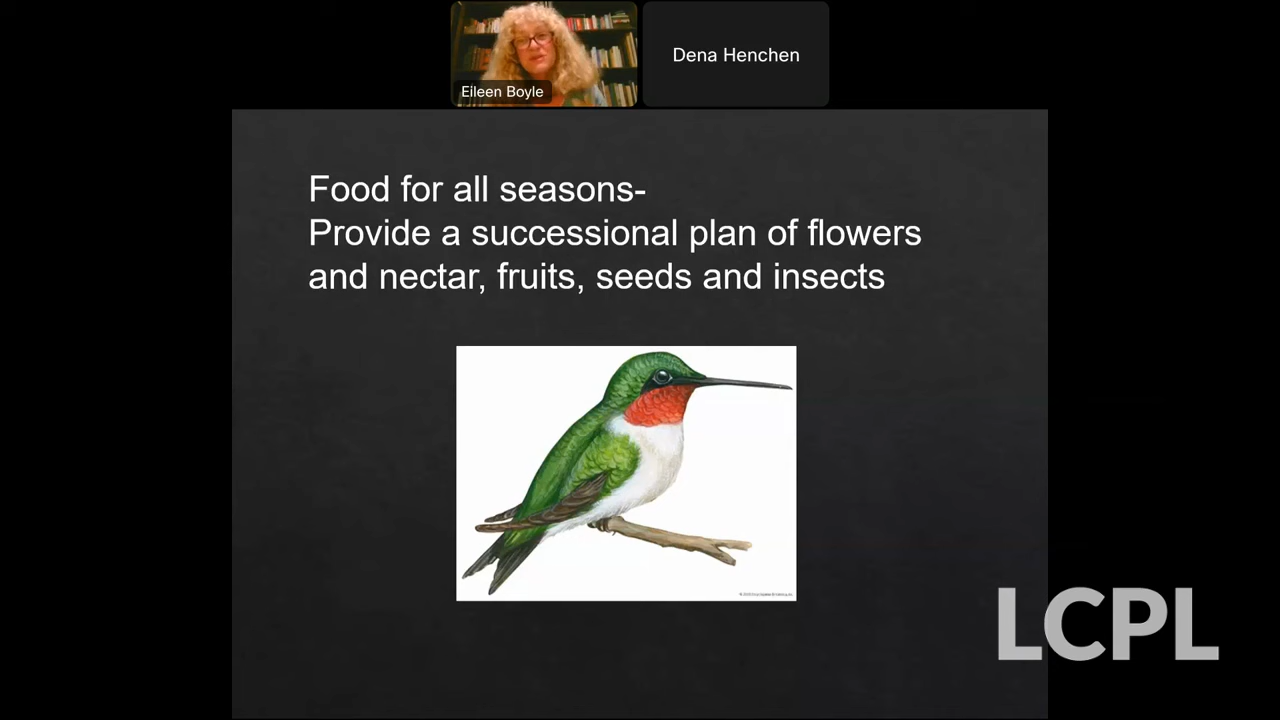 Eileen Boyle
Dena Henchen
Food for all seasons-
Provide a successional plan of flowers
and nectar, fruits, seeds and insects
LCPL